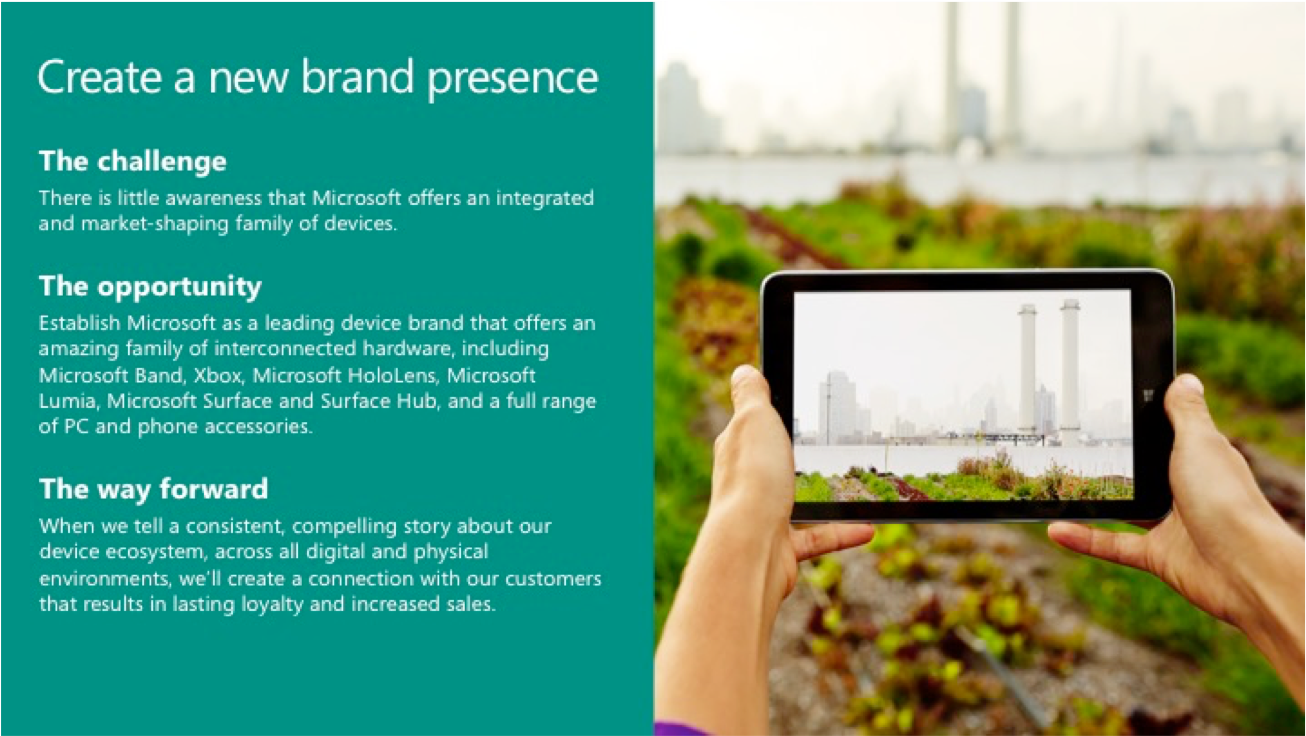 Create a new brand presence
The challenge
There is little awareness that Microsoft offers an integrated
and market-shaping family of devices.
The opportunity
Establish Microsoft as a leading device brand that offers an
amazing family of interconnected hardware, including
Microsoft Band, Xbox, Microsoft HoloLens, Microsoft
Lumia, Microsoft Surface and Surface Hub, and a full range
of PC and phone accessories.
The way forward
When we tell a consistent, compelling story about our
device ecosystem, across all digital and physical
environments, we'll create a connection with our customers
that results in lasting loyalty and increased sales.